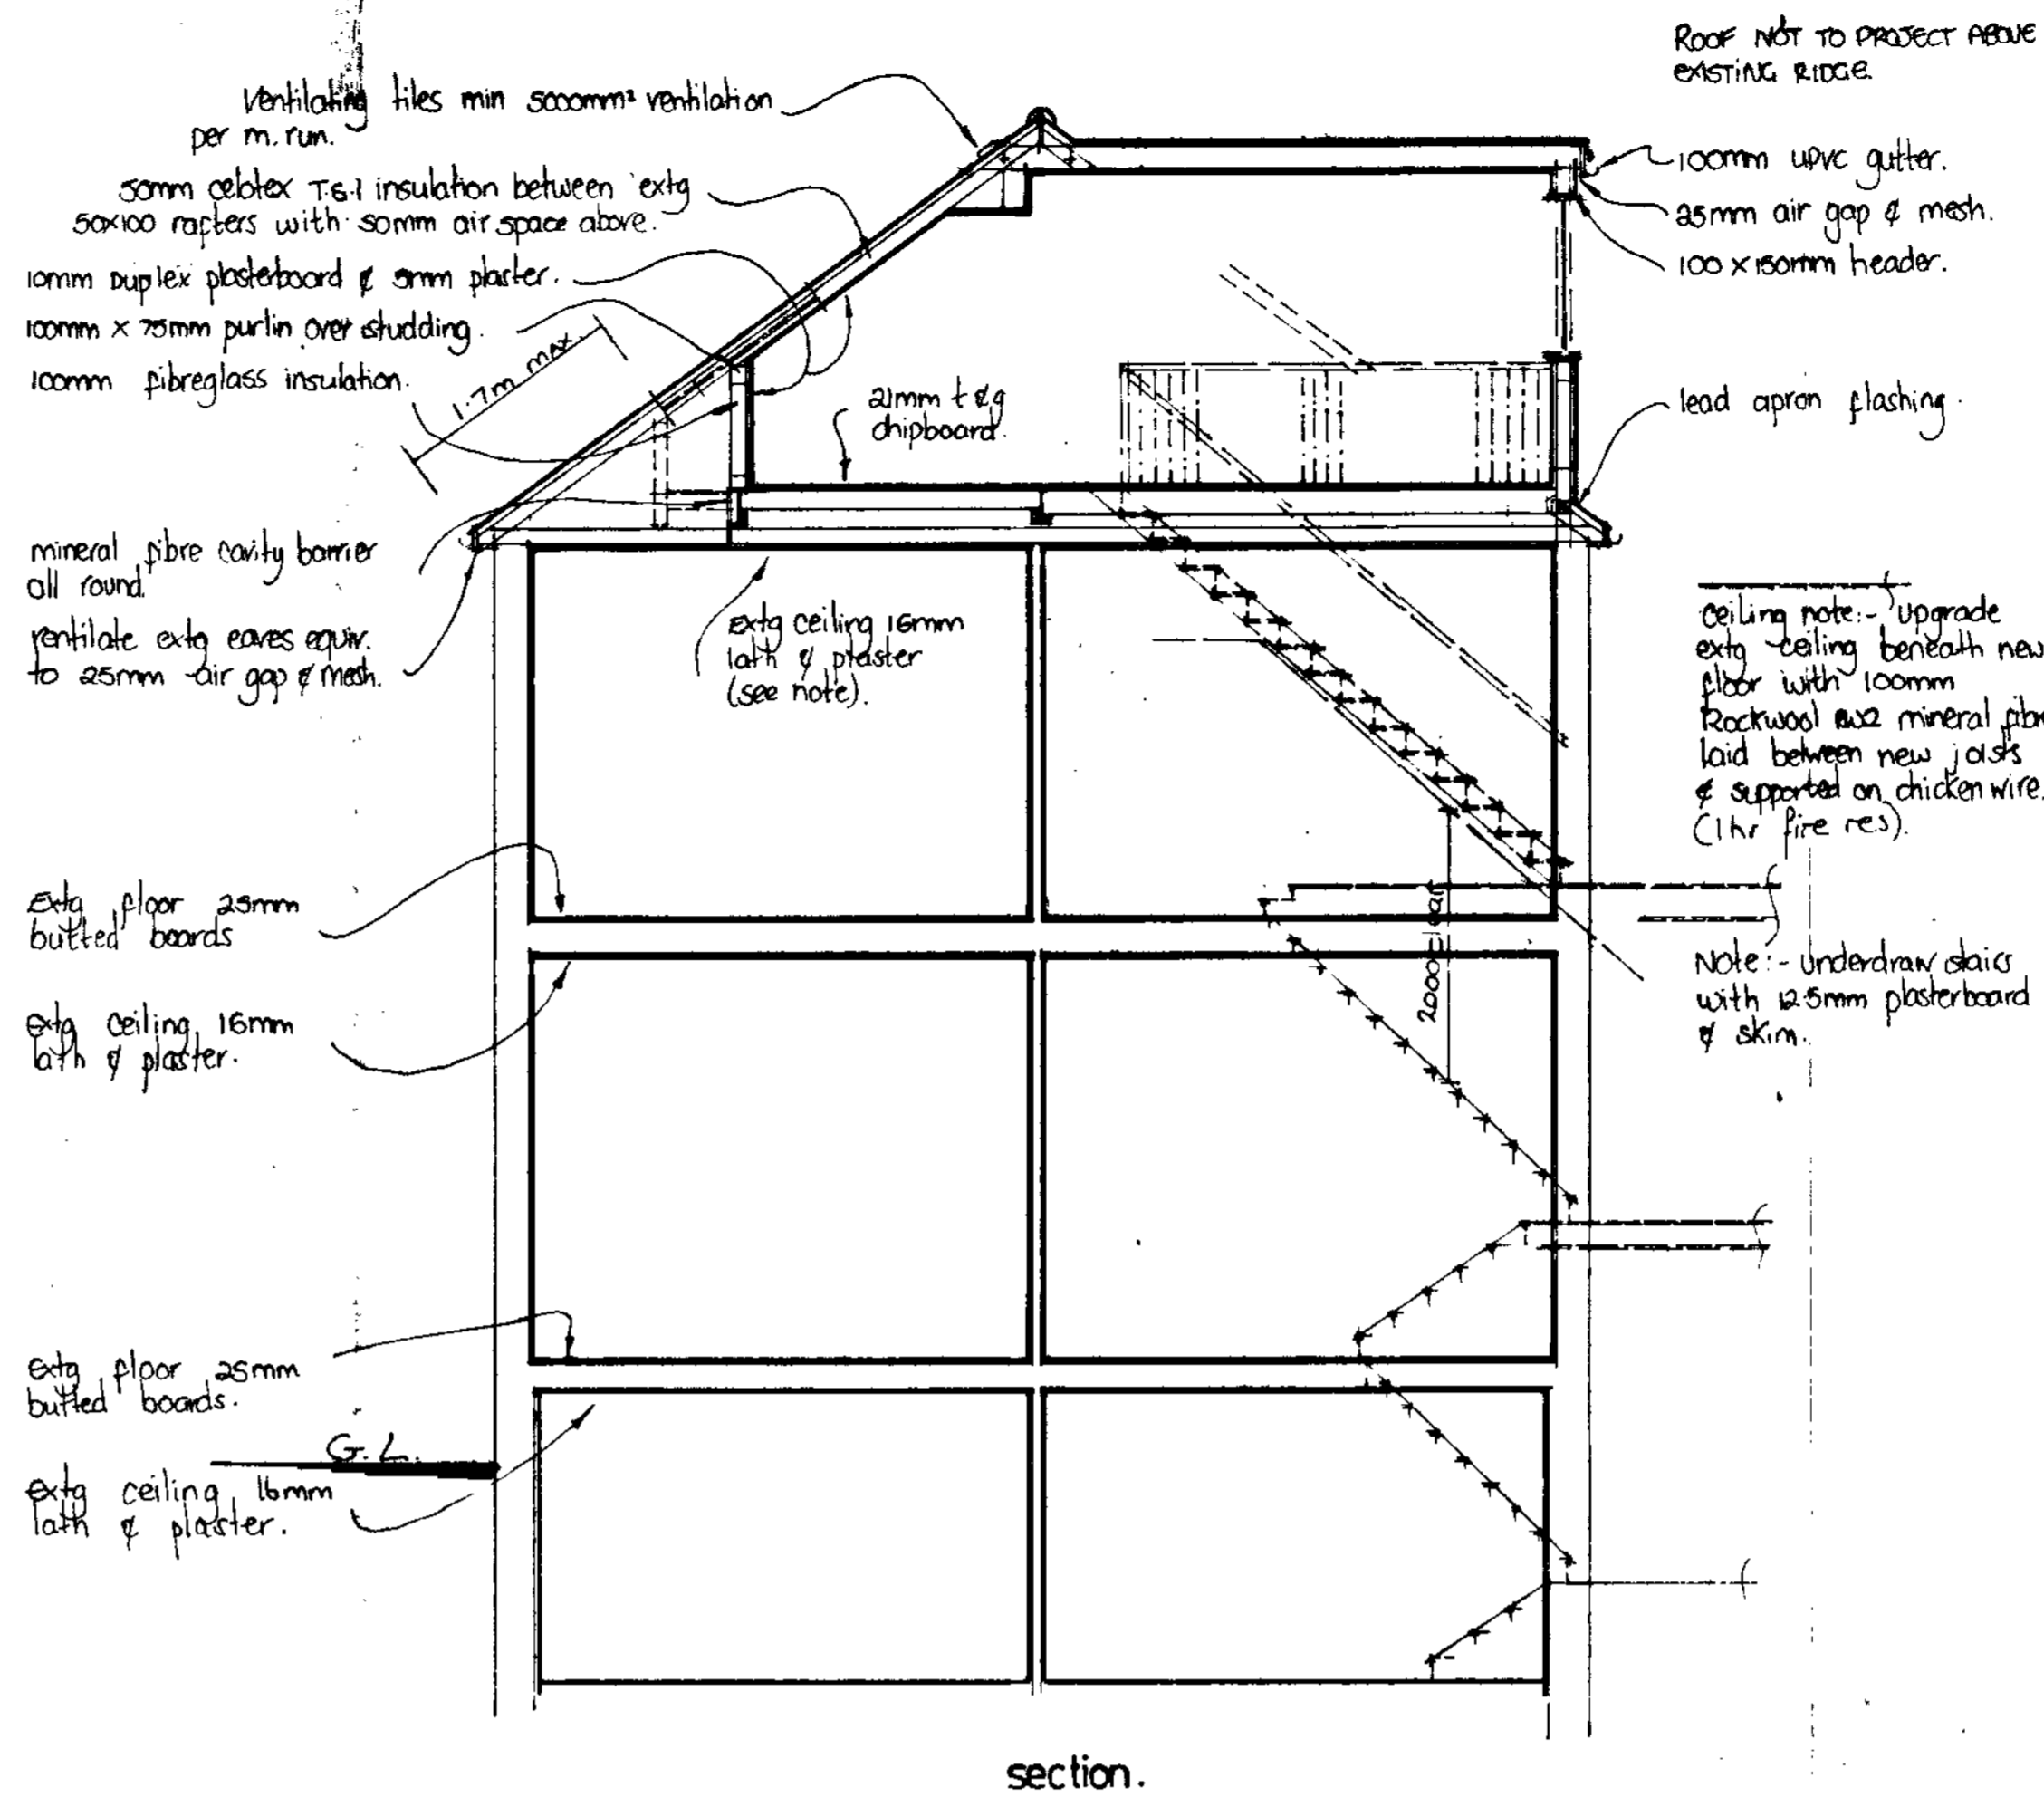 ROOF NOT TO PROJECT ABOVE
EXISTING RIDGE.
Ventilating tiles min 5000mm² ventilation
per m. run.
50mm celotex T.G.1 insulation between extg
50x100 rafters with 50mm air space above.
10mm Duplex plasterboard & 5mm plaster.
100mm x 75mm purlin over studding.
100mm fibreglass insulation.
1.7m max.
21mm t & g
chipboard.
100mm upvc gutter.
25mm air gap & mesh.
100 x 150mm header.
lead apron flashing.
mineral fibre cavity barrier
all round.
ventilate extg eaves equiv.
to 25mm air gap & mesh.
Extg ceiling 16mm
lath & plaster
(see note).
ceiling note:- upgrade
extg ceiling beneath new
floor with 100mm
Rockwool mineral
laid between new joists
& supported on chicken wire.
(1hr fire res).
Extg floor 25mm
butted boards
extg ceiling 16mm
lath & plaster.
2000
Note:- Underdraw stairs
with 12.5mm plasterboard
& skim.
extg floor 25mm
butted boards.
G.L.
extg ceiling 16mm
lath & plaster.
section.